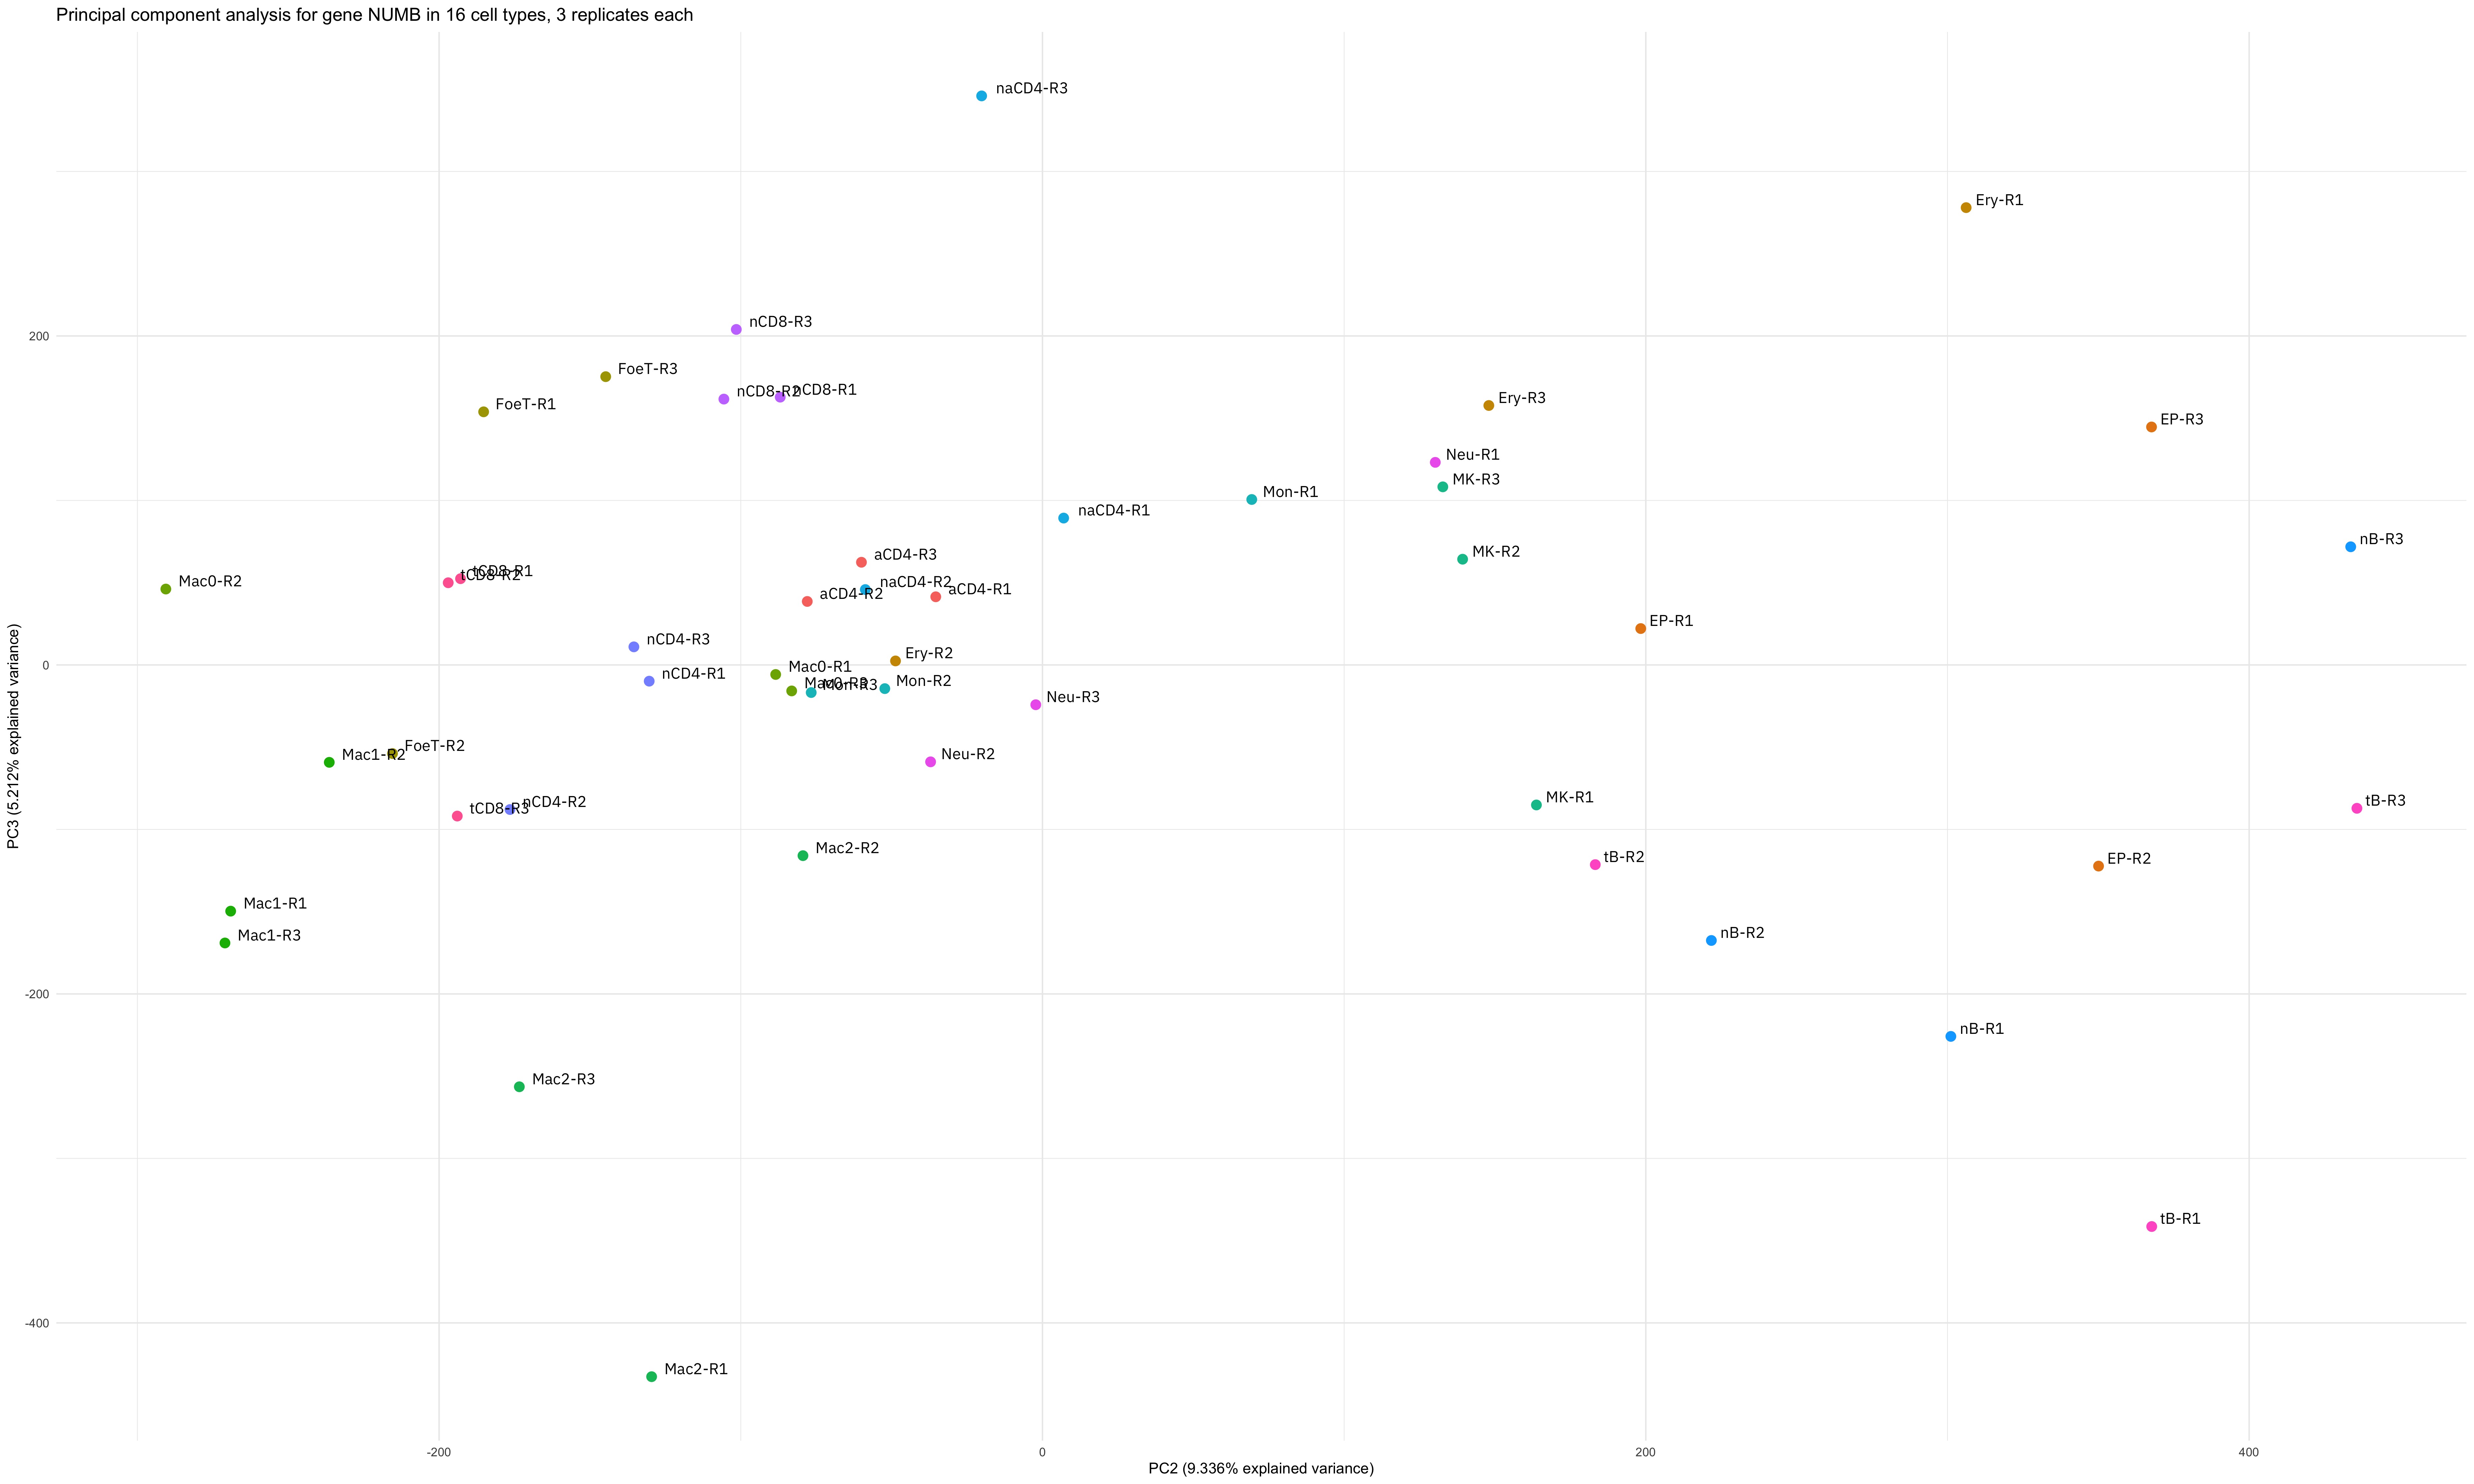 Principal component analysis for gene NUMB in 16 cell types, 3 replicates each
naCD4-R3
Ery-R1
nCD8-R3
200
FoeT-R3
nCD8-R2
nCD8-R1
Ery-R3
FoeT-R1
EP-R3
Neu-R1
MK-R3
Mon-R1
naCD4-R1
nB-R3
MK-R2
aCD4-R3
tCD8-R1
tCD8-R2
Mac0-R2
naCD4-R2
aCD4-R1
aCD4-R2
EP-R1
nCD4-R3
Ery-R2
0
Mac0-R1
nCD4-R1
Mon-R2
Mac0-R3
Mon-R3
Neu-R3
FoeT-R2
Mac1-R2
Neu-R2
MK-R1
tB-R3
nCD4-R2
tCD8-R3
Mac2-R2
tB-R2
EP-R2
Mac1-R1
nB-R2
Mac1-R3
-200
nB-R1
Mac2-R3
tB-R1
-400
Mac2-R1
PC3 (5.212% explained variance)
-200
0
200
400
PC2 (9.336% explained variance)